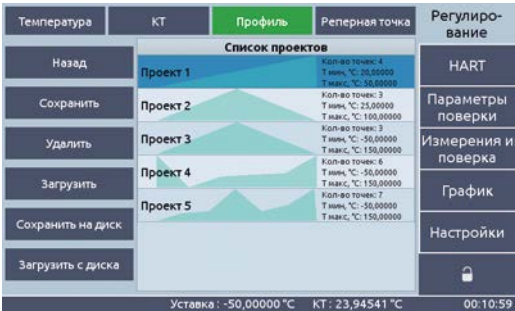 Температура КТ Профиль Реперная точка Регулиро-
вание
Список проектов
Назад
Сохранить
Удалить
Загрузить
Сохранить на диск
Загрузить с диска
Проект 1
Кол-во точек: 4
Т мин, °C: 20,00000
Т макс, °C: 50,00000
Проект 2
Кол-во точек: 3
Т мин, °C: 25,00000
Т макс, °C: 100,00000
Проект 3
Кол-во точек: 3
Т мин, °C: -50,00000
Т макс, °C: 150,00000
Проект 4
Кол-во точек: 6
Т мин, °C: -50,00000
Т макс, °C: 150,00000
Проект 5
Кол-во точек: 7
Т мин, °C: -50,00000
Т макс, °C: 150,00000
HART
Параметры
поверки
Измерения и
поверка
График
Настройки
Уставка : -50,00000 °C КТ : 23,94541 °C 00:10:59